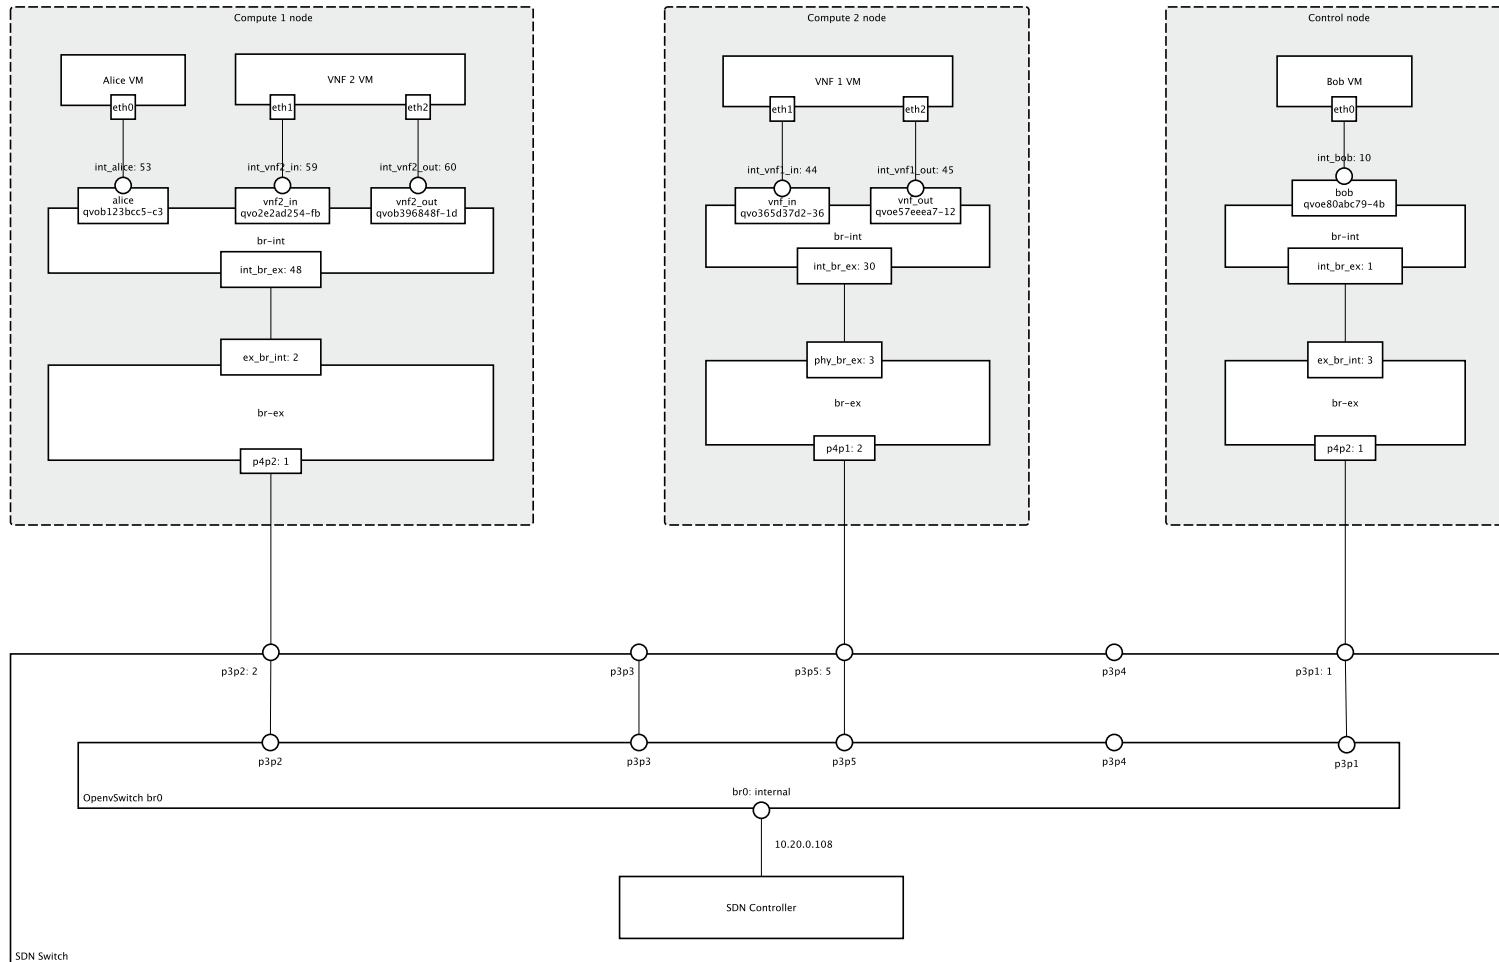 Compute 1 node
Compute 2 node
Control node
Alice VM
VNF 2 VM
VNF 1 VM
Bob VM
eth0
eth1
eth2
eth1
eth2
eth0
int_alice: 53
int_vnf2_in: 59
int_vnf2_out: 60
int_vnf1_in: 44
int_vnf1_out: 45
int_bob: 10
alice
qvob123bcc5-c3
vnf2_in
qvo2e2ad254-fb
vnf2_out
qvob396848f-1d
vnf_in
qvo365d37d2-36
vnf_out
qvoe57eeea7-12
bob
qvoe80abc79-4b
br-int
br-int
br-int
int_br_ex: 48
int_br_ex: 30
int_br_ex: 1
ex_br_int: 2
phy_br_ex: 3
ex_br_int: 3
br-ex
br-ex
br-ex
p4p2: 1
p4p1: 2
p4p2: 1
p3p2: 2
p3p3
p3p5: 5
p3p4
p3p1: 1
p3p2
p3p3
p3p5
p3p4
p3p1
OpenvSwitch br0
br0: internal
10.20.0.108
SDN Controller
SDN Switch